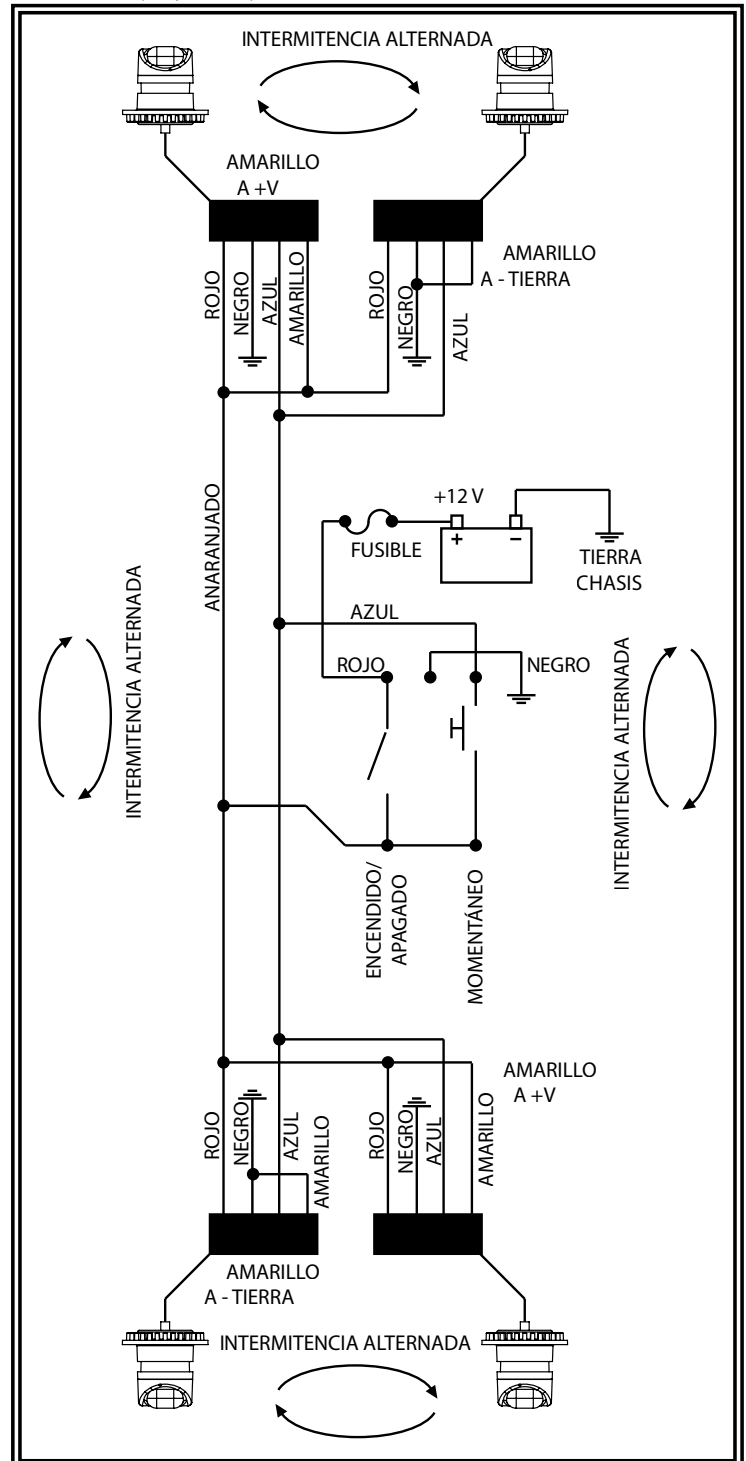 INTERMITENCIA ALTERNADA
AMARILLO
A +V
AMARILLO
A - TIERRA
ROJO
NEGRO
AZUL
AMARILLO
ROJO
NEGRO
AZUL
ANARANJADO
+12 V
+ −
FUSIBLE
TIERRA
CHASIS
AZUL
ROJO
NEGRO
INTERMITENCIA ALTERNADA
INTERMITENCIA ALTERNADA
ENCENDIDO/
APAGADO
MOMENTÁNEO
AMARILLO
A +V
ROJO
NEGRO
AZUL
AMARILLO
ROJO
NEGRO
AZUL
AMARILLO
AMARILLO
A - TIERRA
INTERMITENCIA ALTERNADA